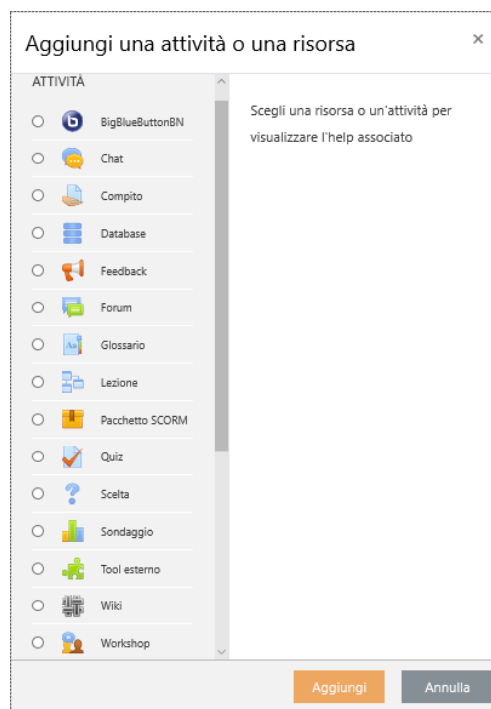 Aggiungi una attività o una risorsa
×
ATTIVITÀ
BigBlueButtonBN
Chat
Compito
Database
Feedback
Forum
Glossario
Lezione
Pacchetto SCORM
Quiz
Scelta
Sondaggio
Tool esterno
Wiki
Workshop
Scegli una risorsa o un'attività per
visualizzare l'help associato
Aggiungi
Annulla